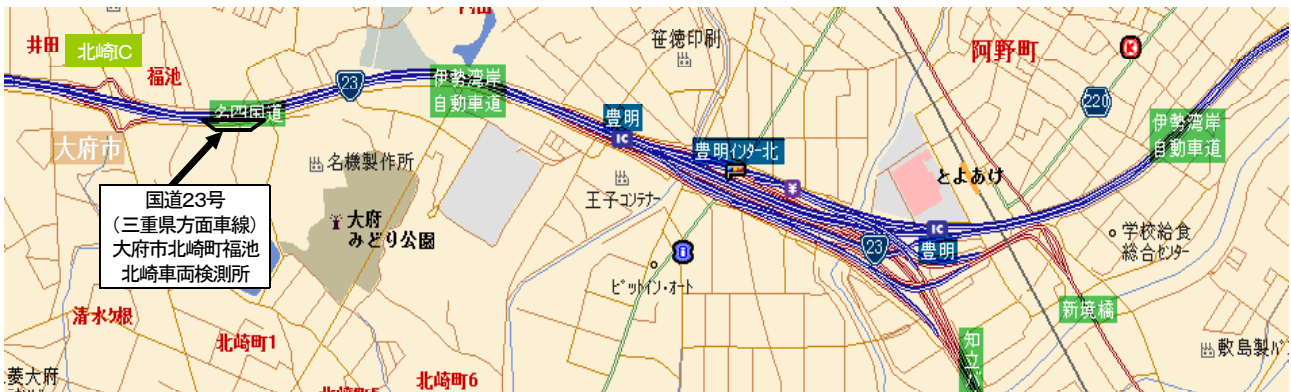 井田
北崎IC
福池
名四国道
大府市
国道23号
(三重県方面車線)
大府市北崎町福池
北崎車両検測所
23
伊勢湾岸
自動車道
笹徳印刷
豊明
IC
豊明インター北
¥
阿野町
K
220
伊勢湾岸
自動車道
名機製作所
大府
みどり公園
王子コンテナー
とよあけ
IC
豊明
23
学校給食
総合センター
ピットイン・オート
清水ケ根
北崎町1
北崎町6
新境橋
知立
敷島製パ
菱大府